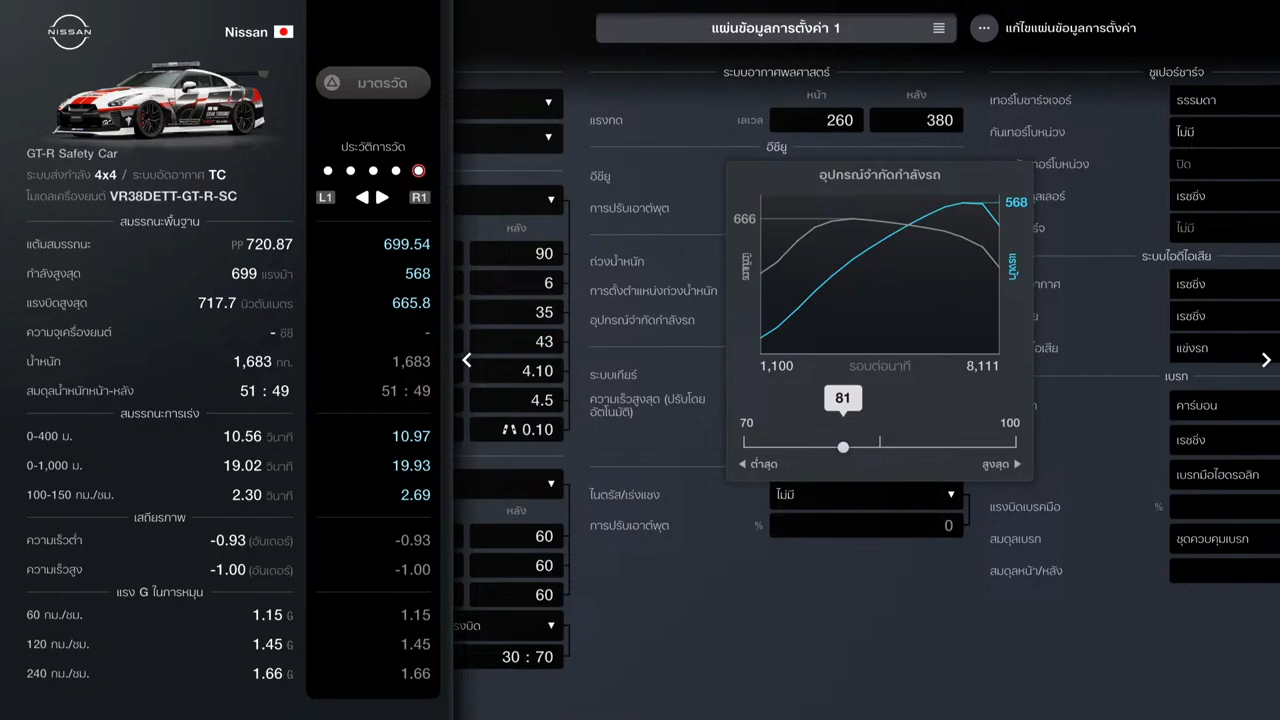 NISSAN
Nissan
GT-R Safety Car
ระบบส่งกำลัง 4x4 / ระบบอัดอากาศ TC
โมเดลเครื่องยนต์ VR38DETT-GT-R-SC
สมรรถนะพื้นฐาน
แต้มสมรรถนะ PP 720.87
กำลังสูงสุด 699 แรงม้า
แรงบิดสูงสุด 717.7 นิวตันเมตร
ความจุเครื่องยนต์ - ซีซี
น้ำหนัก 1,683 กก.
สมดุลน้ำหนักหน้า-หลัง 51 : 49
สมรรถนะการเร่ง
0-400 ม. 10.56 วินาที
0-1,000 ม. 19.02 วินาที
100-150 กม./ชม. 2.30 วินาที
เสถียรภาพ
ความเร็วต่ำ -0.93 (อันเดอร์)
ความเร็วสูง -1.00 (อันเดอร์)
แรง G ในการหมุน
60 กม./ชม. 1.15 G
120 กม./ชม. 1.45 G
240 กม./ชม. 1.66 G
มาตรวัด
ประวัติการวัด
L1 R1
699.54
568
665.8
-
1,683
51 : 49
10.97
19.93
2.69
-0.93
-1.00
1.15
1.45
1.66
หลัง
90
6
35
43
4.10
4.5
0.10
หลัง
60
60
60
รงบิด
30 : 70
แผ่นข้อมูลการตั้งค่า 1
แก้ไขแผ่นข้อมูลการตั้งค่า
ระบบอากาศพลศาสตร์
หน้า หลัง
แรงกด เลเวล 260 380
อีซียู
อีซียู
การปรับเอาต์พุต
ถ่วงน้ำหนัก
การตั้งตำแหน่งถ่วงน้ำหนัก
อุปกรณ์จำกัดกำลังรถ
ระบบเกียร์
ความเร็วสูงสุด (ปรับโดย
อัตโนมัติ)
ไนตรัส/เร่งแซง ไม่มี
การปรับเอาต์พุต % 0
อุปกรณ์จำกัดกำลังรถ
666 568
แรงม้า
1,100 รอบต่อนาที 8,111
81
70 100
ต่ำสุด สูงสุด
ซูเปอร์ชาร์จ
เทอร์โบชาร์จเจอร์ ธรรมดา
กันเทอร์โบหน่วง ไม่มี
ทอร์โบหน่วง ปิด
ลเลอร์ เรซซิ่ง
ร์จ ไม่มี
ระบบไอดีไอเสีย
กาศ เรซซิ่ง
ย เรซซิ่ง
อเสีย แข่งรถ
เบรก
ก คาร์บอน
เรซซิ่ง
เบรกมือไฮดรอลิก
แรงบิดเบรคมือ %
สมดุลเบรก ชุดควบคุมเบรก
สมดุลหน้า/หลัง